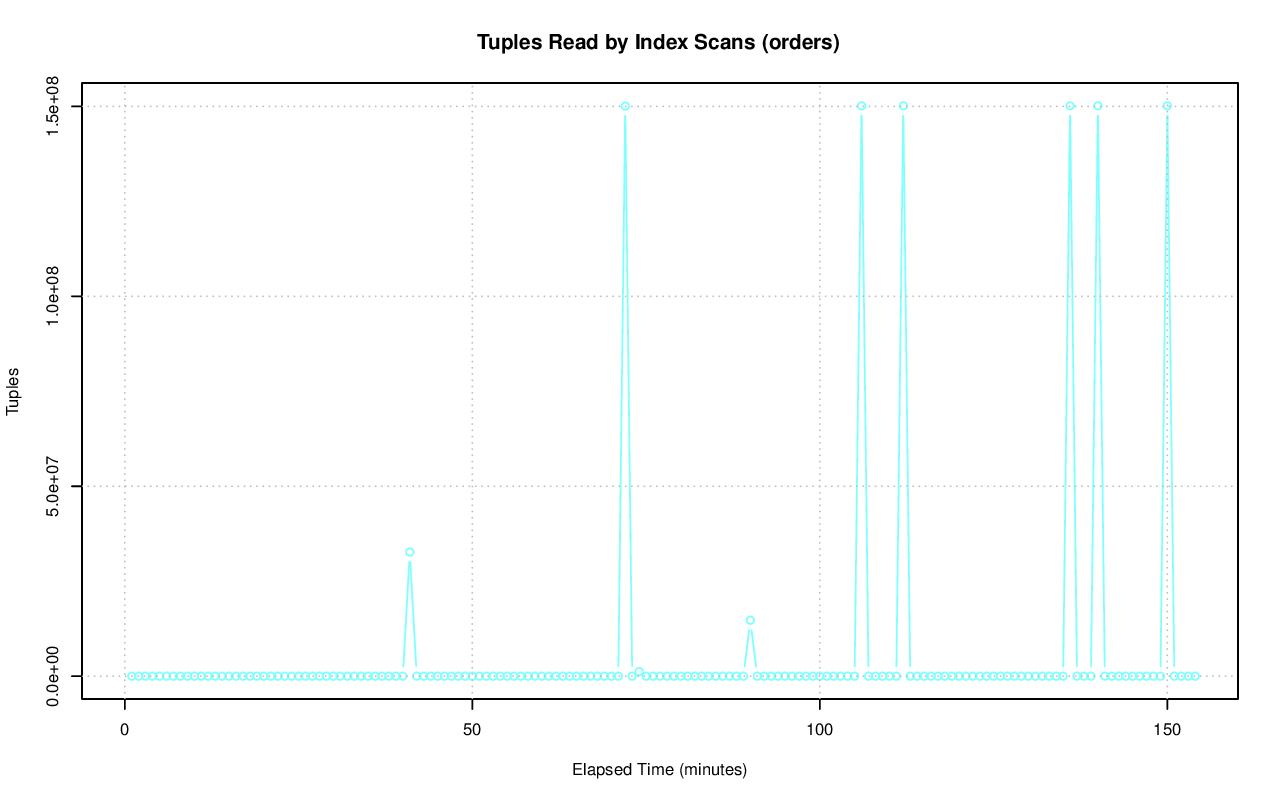 Tuples Read by Index Scans (orders)
1.5e+08
1.0e+08
5.0e+07
0.0e+00
Tuples
0 50 100 150
Elapsed Time (minutes)